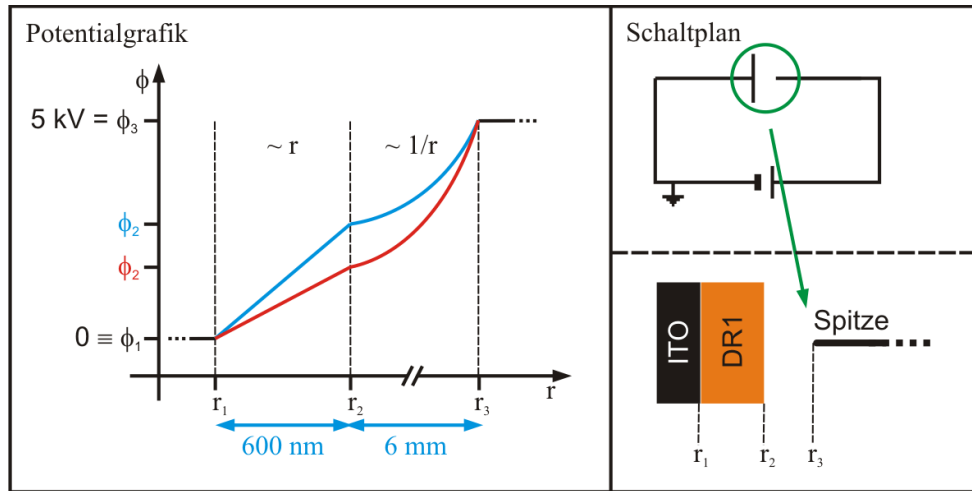 Potentialgrafik
ϕ
5 kV = ϕ₃
~ r
~ 1/r
ϕ₂
ϕ₂
0 ≡ ϕ₁
r₁
r₂
r₃
r
600 nm
6 mm
Schaltplan
ITO
DR1
Spitze
r₁
r₂
r₃